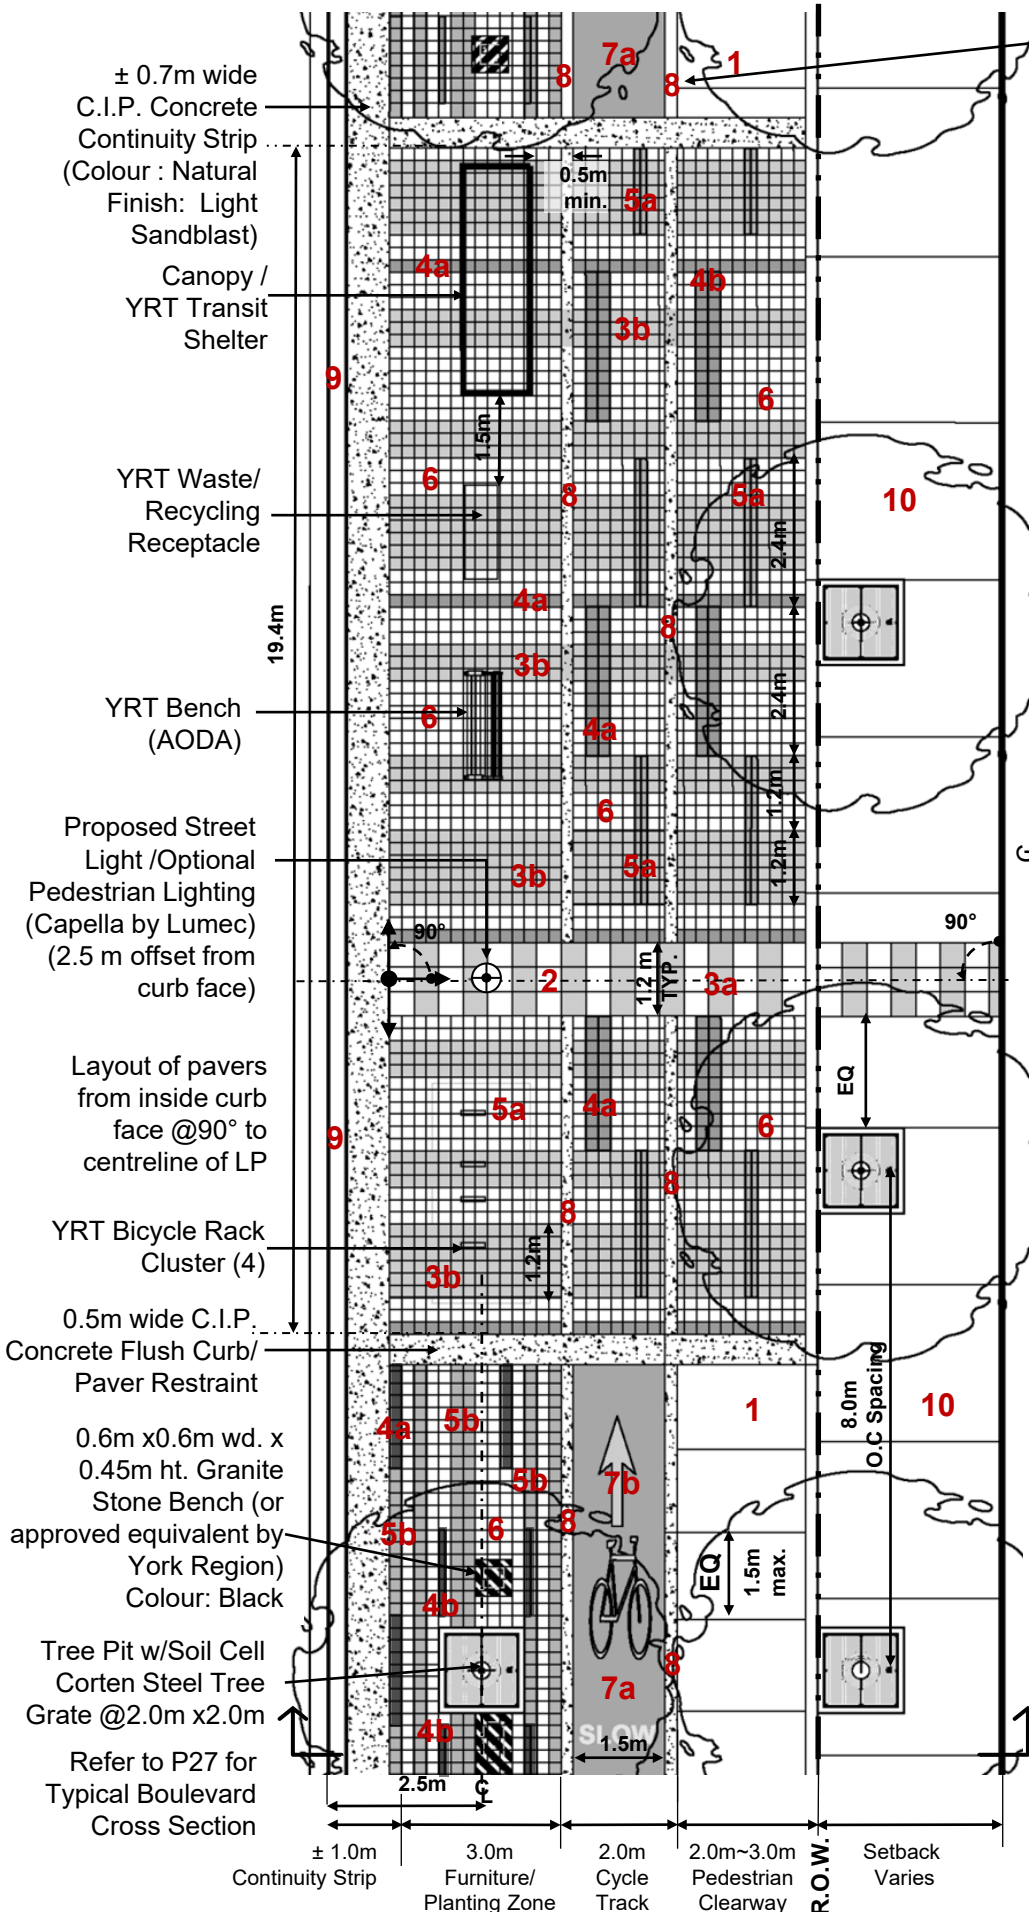 7a
1
8
8
± 0.7m wide
C.I.P. Concrete
Continuity Strip
(Colour : Natural
Finish: Light
Sandblast)
0.5m
min.
5a
4a
4b
Canopy /
YRT Transit
Shelter
3b
9
6
1.5m
YRT Waste/
Recycling
Receptacle
6
8
5a
10
2.4m
4a
8
19.4m
3b
2.4m
YRT Bench
(AODA)
6
4a
1.2m
6
Proposed Street
Light /Optional
Pedestrian Lighting
(Capella by Lumec)
(2.5 m offset from
curb face)
3b
5a
1.2m
G
90°
90°
2
1.2 m
TYP.
3a
EQ
Layout of pavers
from inside curb
face @90° to
centreline of LP
9
5a
4a
6
8
8
YRT Bicycle Rack
Cluster (4)
3b
1.2m
0.5m wide C.I.P.
Concrete Flush Curb/
Paver Restraint
4a
5b
1
8.0m
O.C Spacing
10
0.6m x0.6m wd. x
0.45m ht. Granite
Stone Bench (or
approved equivalent by
York Region)
Colour: Black
5b
7b
5b
6
8
EQ
1.5m
max.
4b
Tree Pit w/Soil Cell
Corten Steel Tree
Grate @2.0m x2.0m
8
7a
4b
SLOW
1.5m
Refer to P27 for
Typical Boulevard
Cross Section
2.5m
CL
± 1.0m
Continuity Strip
3.0m
Furniture/
Planting Zone
2.0m
Cycle
Track
2.0m~3.0m
Pedestrian
Clearway
R.O.W.
Setback
Varies